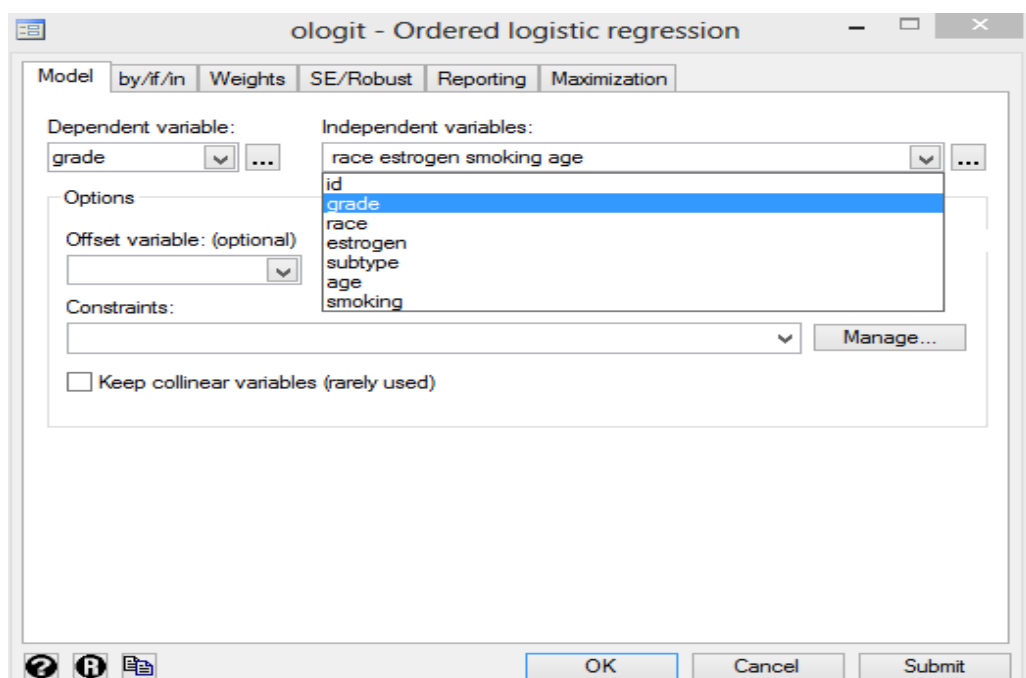 ologit - Ordered logistic regression
Model by/if/in Weights SE/Robust Reporting Maximization
Dependent variable: Independent variables:
grade ... race estrogen smoking age ...
id
grade
race
estrogen
subtype
age
smoking
Options
Offset variable: (optional)
Constraints:
Manage...
Keep collinear variables (rarely used)
? R OK Cancel Submit